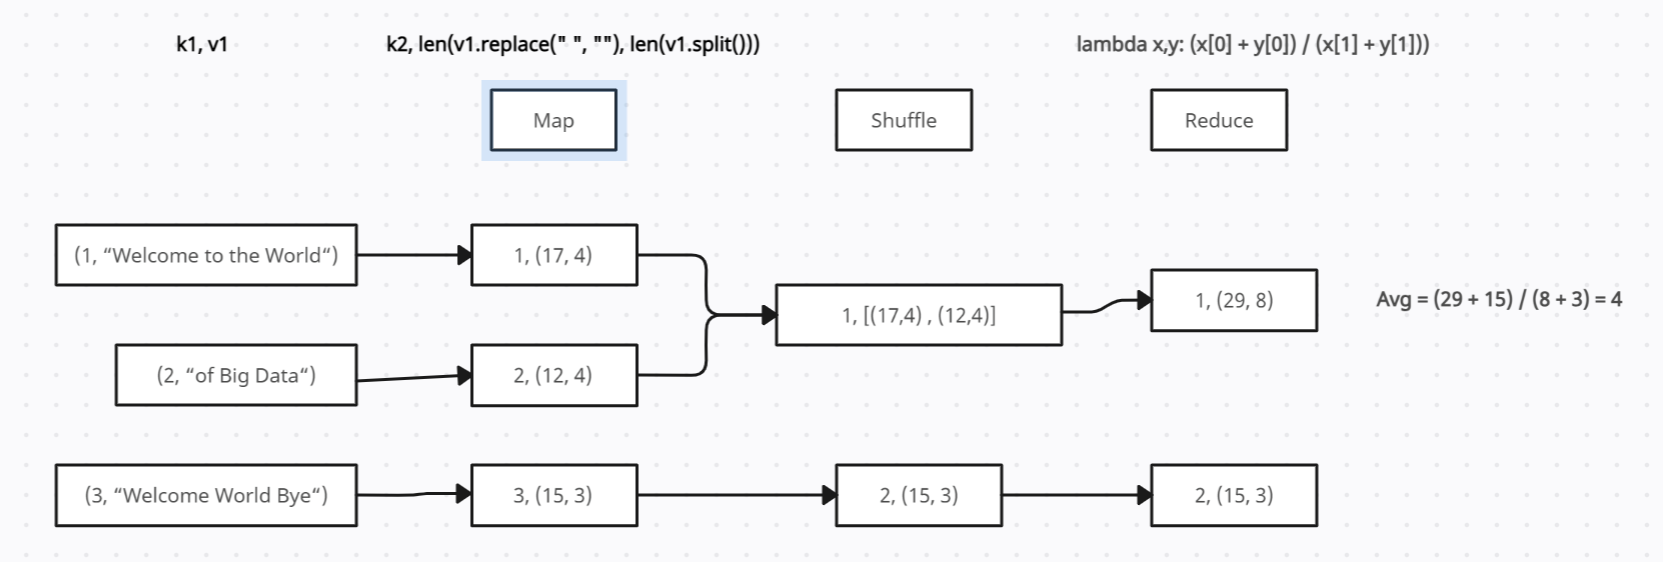 k1, v1
k2, len(v1.replace(" ", ""), len(v1.split()))
lambda x,y: (x[0] + y[0]) / (x[1] + y[1]))
Map
Shuffle
Reduce
(1, “Welcome to the World“)
1, (17, 4)
1, [(17,4) , (12,4)]
1, (29, 8)
Avg = (29 + 15) / (8 + 3) = 4
(2, “of Big Data“)
2, (12, 4)
(3, “Welcome World Bye“)
3, (15, 3)
2, (15, 3)
2, (15, 3)